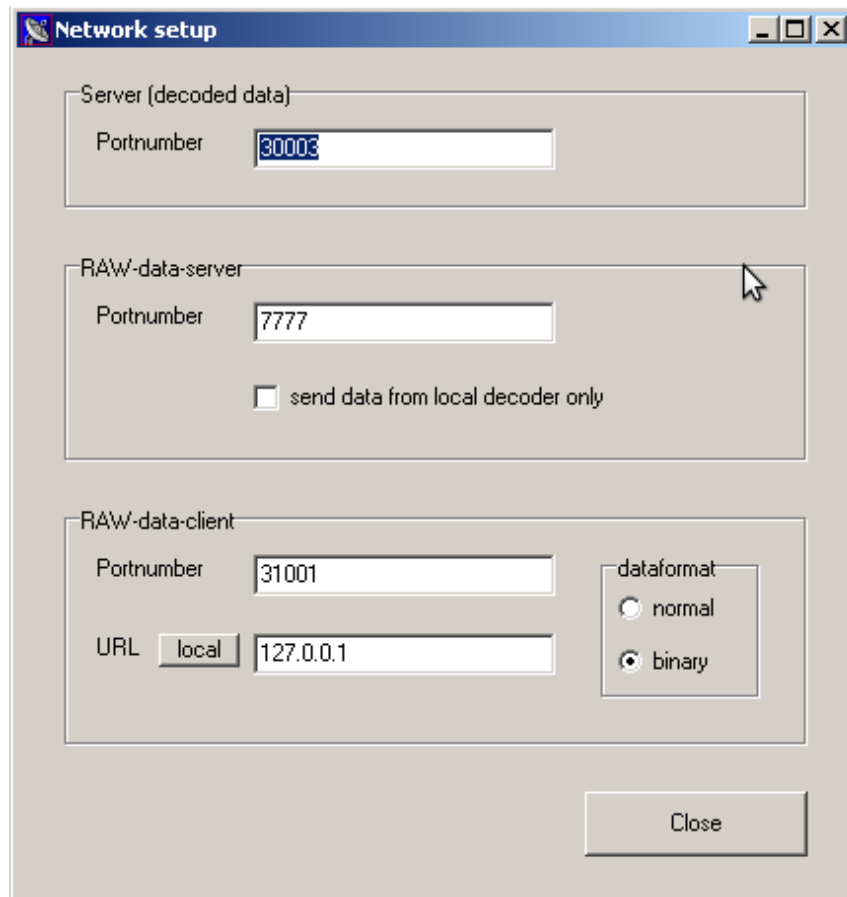 Network setup
Server (decoded data)
Portnumber 30003
RAW-data-server
Portnumber 7777
send data from local decoder only
RAW-data-client
Portnumber 31001
dataformat
normal
URL local 127.0.0.1
binary
Close